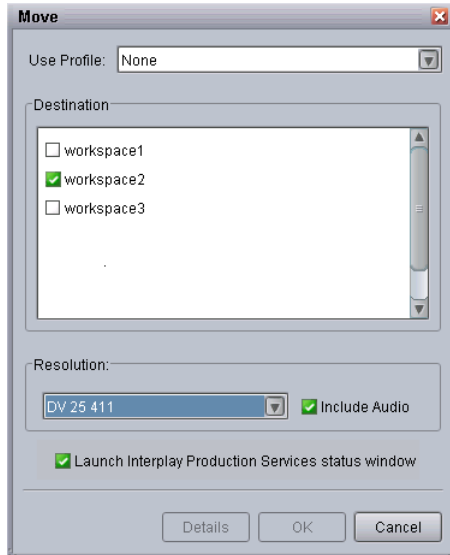 Move
Use Profile: None
Destination
workspace1
workspace2
workspace3
Resolution:
DV 25 411 Include Audio
Launch Interplay Production Services status window
Details OK Cancel